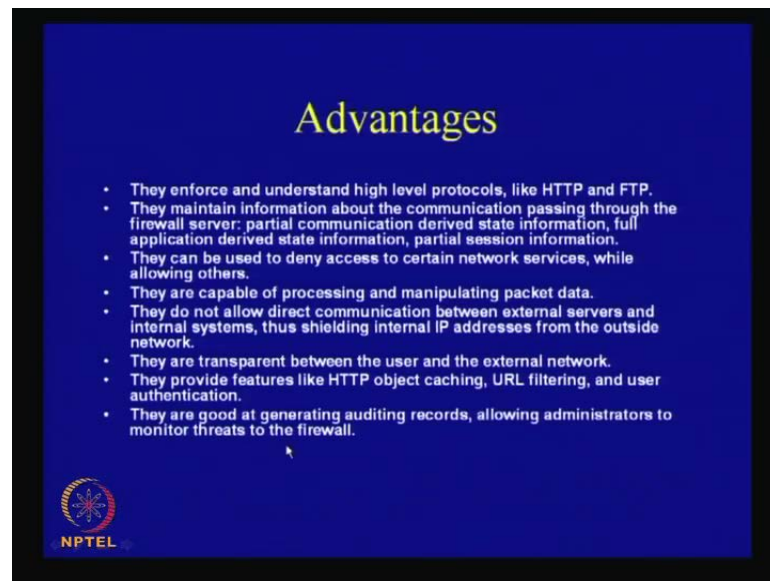 Advantages
• They enforce and understand high level protocols, like HTTP and FTP.
• They maintain information about the communication passing through the
firewall server: partial communication derived state information, full
application derived state information, partial session information.
• They can be used to deny access to certain network services, while
allowing others.
• They are capable of processing and manipulating packet data.
• They do not allow direct communication between external servers and
internal systems, thus shielding internal IP addresses from the outside
network.
• They are transparent between the user and the external network.
• They provide features like HTTP object caching, URL filtering, and user
authentication.
• They are good at generating auditing records, allowing administrators to
monitor threats to the firewall.
NPTEL